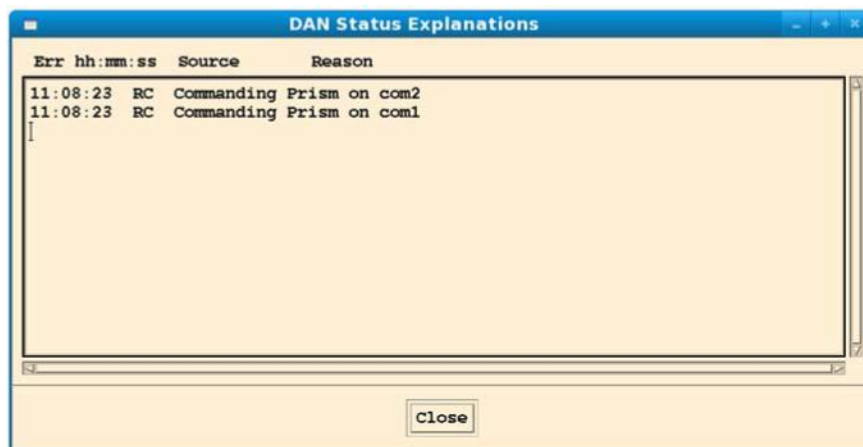 DAN Status Explanations
Err hh:mm:ss Source Reason
11:08:23 RC Commanding Prism on com2
11:08:23 RC Commanding Prism on com1
Close